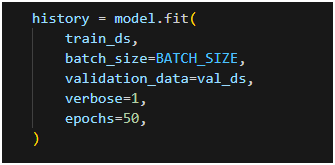 history = model.fit(
    train_ds,
    batch_size=BATCH_SIZE,
    validation_data=val_ds,
    verbose=1,
    epochs=50,
)